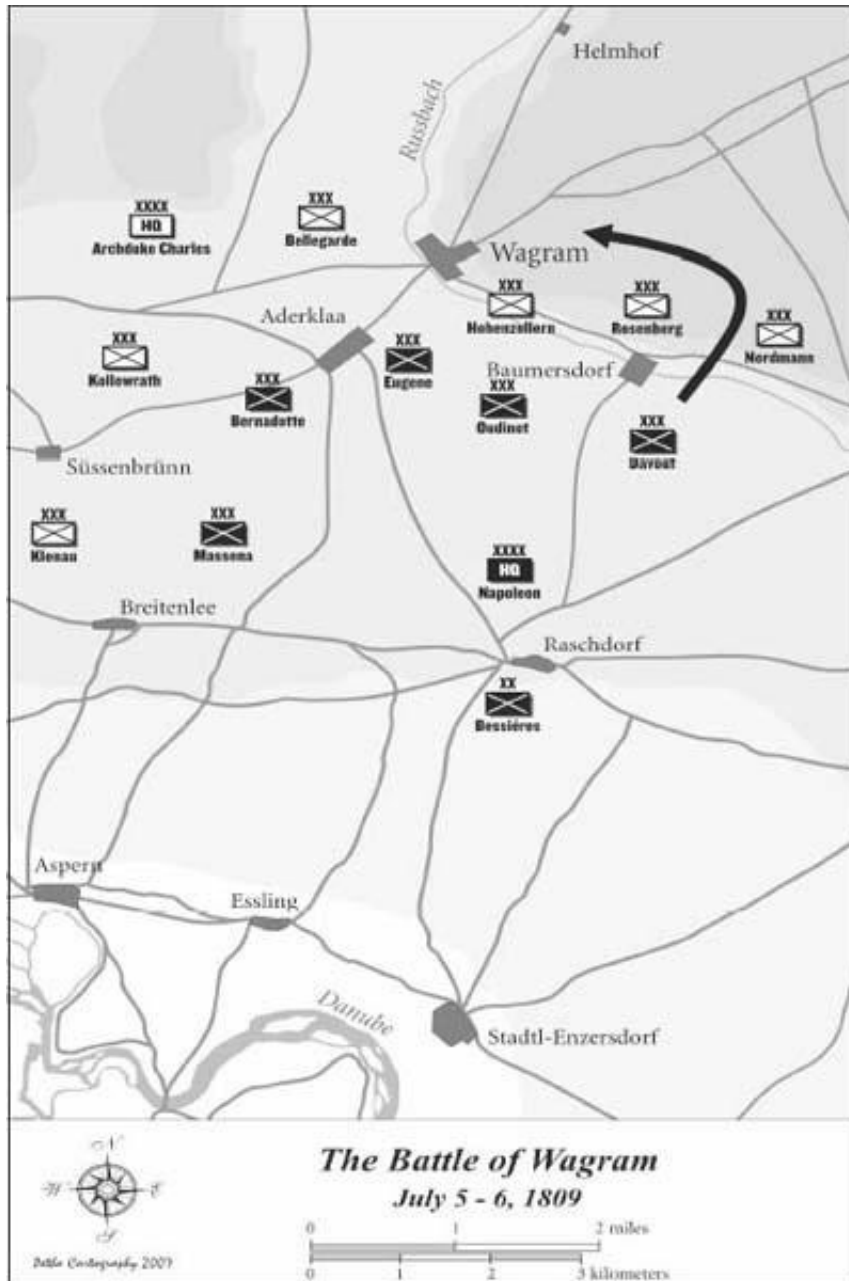 Helmhof
Russbach
XXXX
HQ
Archduke Charles
XXX
Bellegarde
Wagram
XXX
Hohenzollern
XXX
Rosenberg
XXX
Nordmann
Aderklaa
XXX
Kollowrath
XXX
Eugene
Baumersdorf
XXX
Bernadotte
XXX
Oudinot
XXX
Davout
Süssenbrünn
XXX
Klenau
XXX
Massena
XXXX
HQ
Napoleon
Breitenlee
Raschdorf
XX
Bessiéres
Aspern
Essling
Danube
Stadtl-Enzersdorf
N
W E
S
The Battle of Wagram
July 5 - 6, 1809
0 1 2 miles
0 1 2 3 kilometers
Cartography 2007